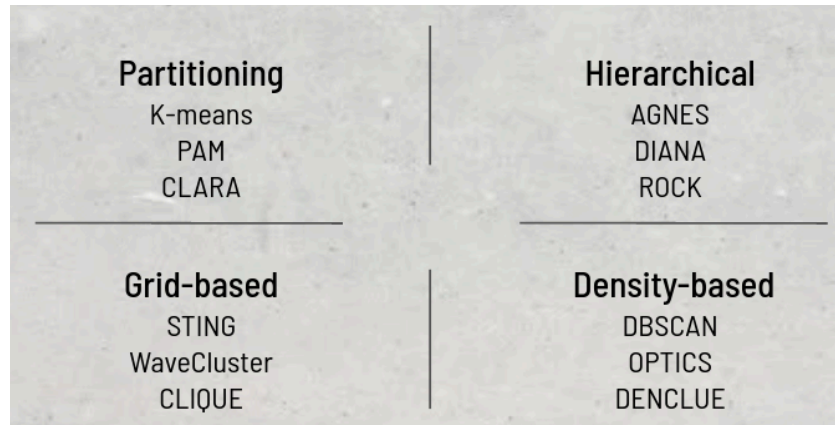 Partitioning
K-means
PAM
CLARA
Hierarchical
AGNES
DIANA
ROCK
Grid-based
STING
WaveCluster
CLIQUE
Density-based
DBSCAN
OPTICS
DENCLUE